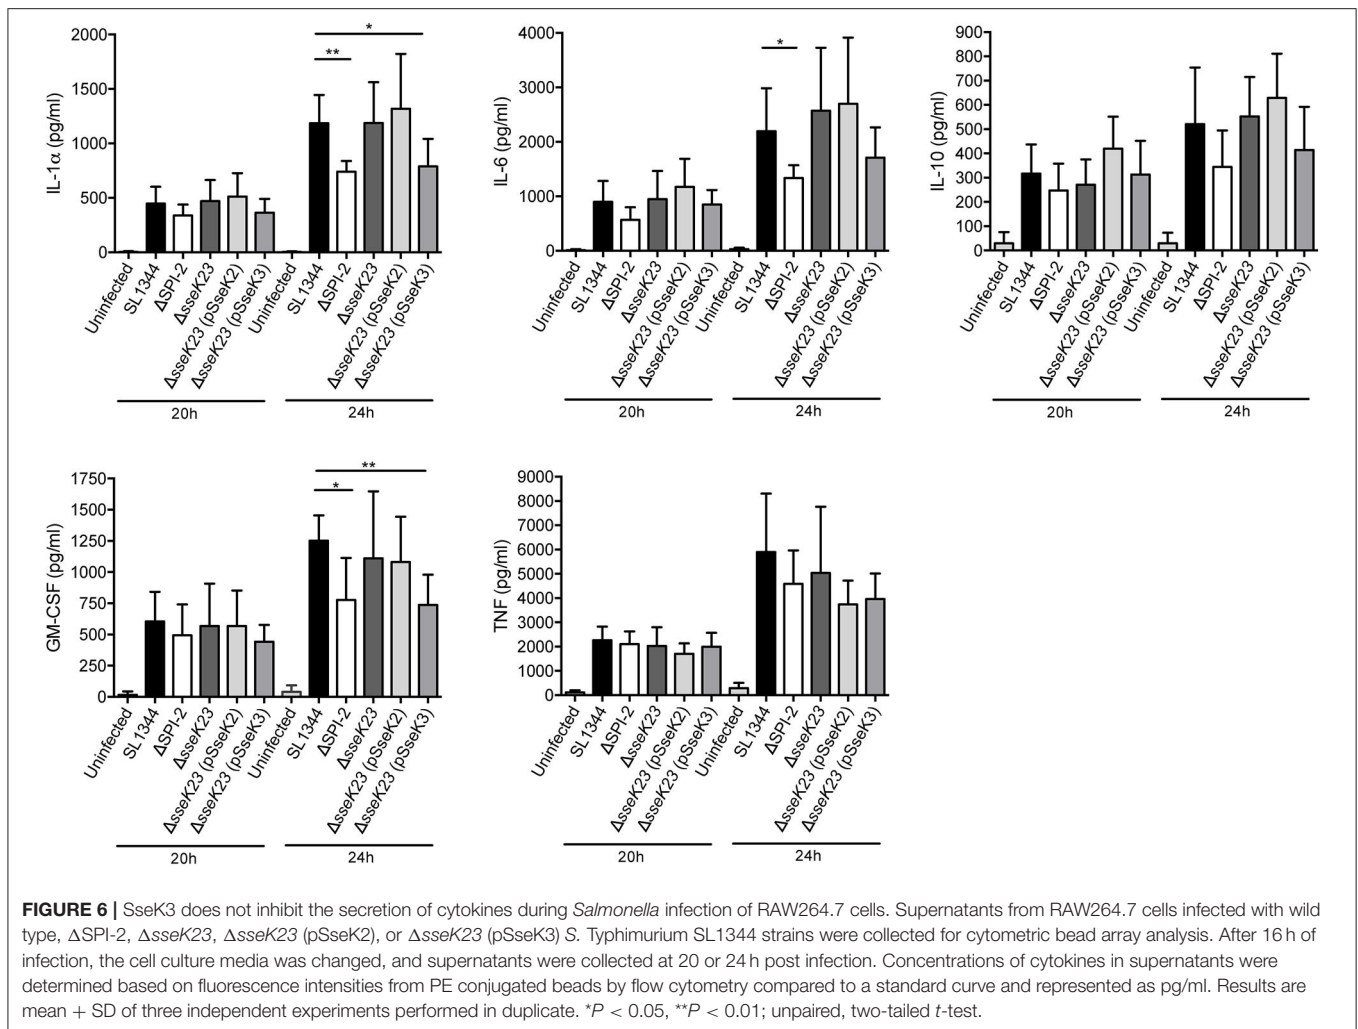 2000
1500
1000
500
0
IL-1α (pg/ml)
*
**
Uninfected
SL1344
ΔSPI-2
ΔsseK23
ΔsseK23 (pSseK2)
ΔsseK23 (pSseK3)
Uninfected
SL1344
ΔSPI-2
ΔsseK23
ΔsseK23 (pSseK2)
ΔsseK23 (pSseK3)
20h
24h
4000
3000
2000
1000
0
IL-6 (pg/ml)
*
Uninfected
SL1344
ΔSPI-2
ΔsseK23
ΔsseK23 (pSseK2)
ΔsseK23 (pSseK3)
Uninfected
SL1344
ΔSPI-2
ΔsseK23
ΔsseK23 (pSseK2)
ΔsseK23 (pSseK3)
20h
24h
900
800
700
600
500
400
300
200
100
0
IL-10 (pg/ml)
Uninfected
SL1344
ΔSPI-2
ΔsseK23
ΔsseK23 (pSseK2)
ΔsseK23 (pSseK3)
Uninfected
SL1344
ΔSPI-2
ΔsseK23
ΔsseK23 (pSseK2)
ΔsseK23 (pSseK3)
20h
24h
1750
1500
1250
1000
750
500
250
0
GM-CSF (pg/ml)
**
*
Uninfected
SL1344
ΔSPI-2
ΔsseK23
ΔsseK23 (pSseK2)
ΔsseK23 (pSseK3)
Uninfected
SL1344
ΔSPI-2
ΔsseK23
ΔsseK23 (pSseK2)
ΔsseK23 (pSseK3)
20h
24h
9000
8000
7000
6000
5000
4000
3000
2000
1000
0
TNF (pg/ml)
Uninfected
SL1344
ΔSPI-2
ΔsseK23
ΔsseK23 (pSseK2)
ΔsseK23 (pSseK3)
Uninfected
SL1344
ΔSPI-2
ΔsseK23
ΔsseK23 (pSseK2)
ΔsseK23 (pSseK3)
20h
24h
FIGURE 6 | SseK3 does not inhibit the secretion of cytokines during Salmonella infection of RAW264.7 cells. Supernatants from RAW264.7 cells infected with wild
type, ΔSPI-2, ΔsseK23, ΔsseK23 (pSseK2), or ΔsseK23 (pSseK3) S. Typhimurium SL1344 strains were collected for cytometric bead array analysis. After 16 h of
infection, the cell culture media was changed, and supernatants were collected at 20 or 24 h post infection. Concentrations of cytokines in supernatants were
determined based on fluorescence intensities from PE conjugated beads by flow cytometry compared to a standard curve and represented as pg/ml. Results are
mean + SD of three independent experiments performed in duplicate. *P < 0.05, **P < 0.01; unpaired, two-tailed t-test.